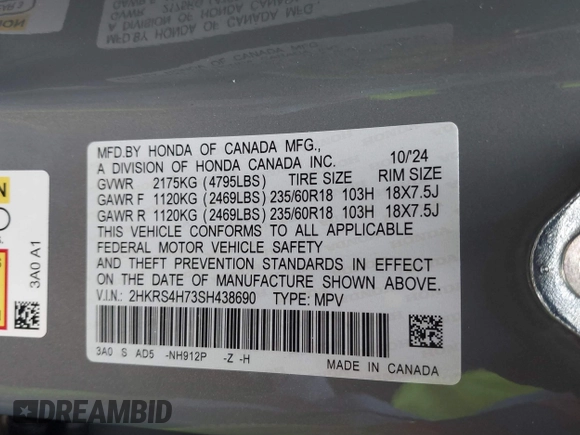 MFD.BY HONDA OF CANADA MFG.,
A DIVISION OF HONDA CANADA INC. 10/'24
GVWR 2175KG (4795LBS) TIRE SIZE RIM SIZE
GAWR F 1120KG (2469LBS) 235/60R18 103H 18X7.5J
GAWR R 1120KG (2469LBS) 235/60R18 103H 18X7.5J
THIS VEHICLE CONFORMS TO ALL APPLICABLE
FEDERAL MOTOR VEHICLE SAFETY
AND THEFT PREVENTION STANDARDS IN EFFECT
ON THE DATE OF MANUFACTURE SHOWN ABOVE.
V.I.N.: 2HKRS4H73SH438690 TYPE: MPV
3A0 S AD5 -NH912P -Z -H
MADE IN CANADA
3A0 A1
DREAMBID